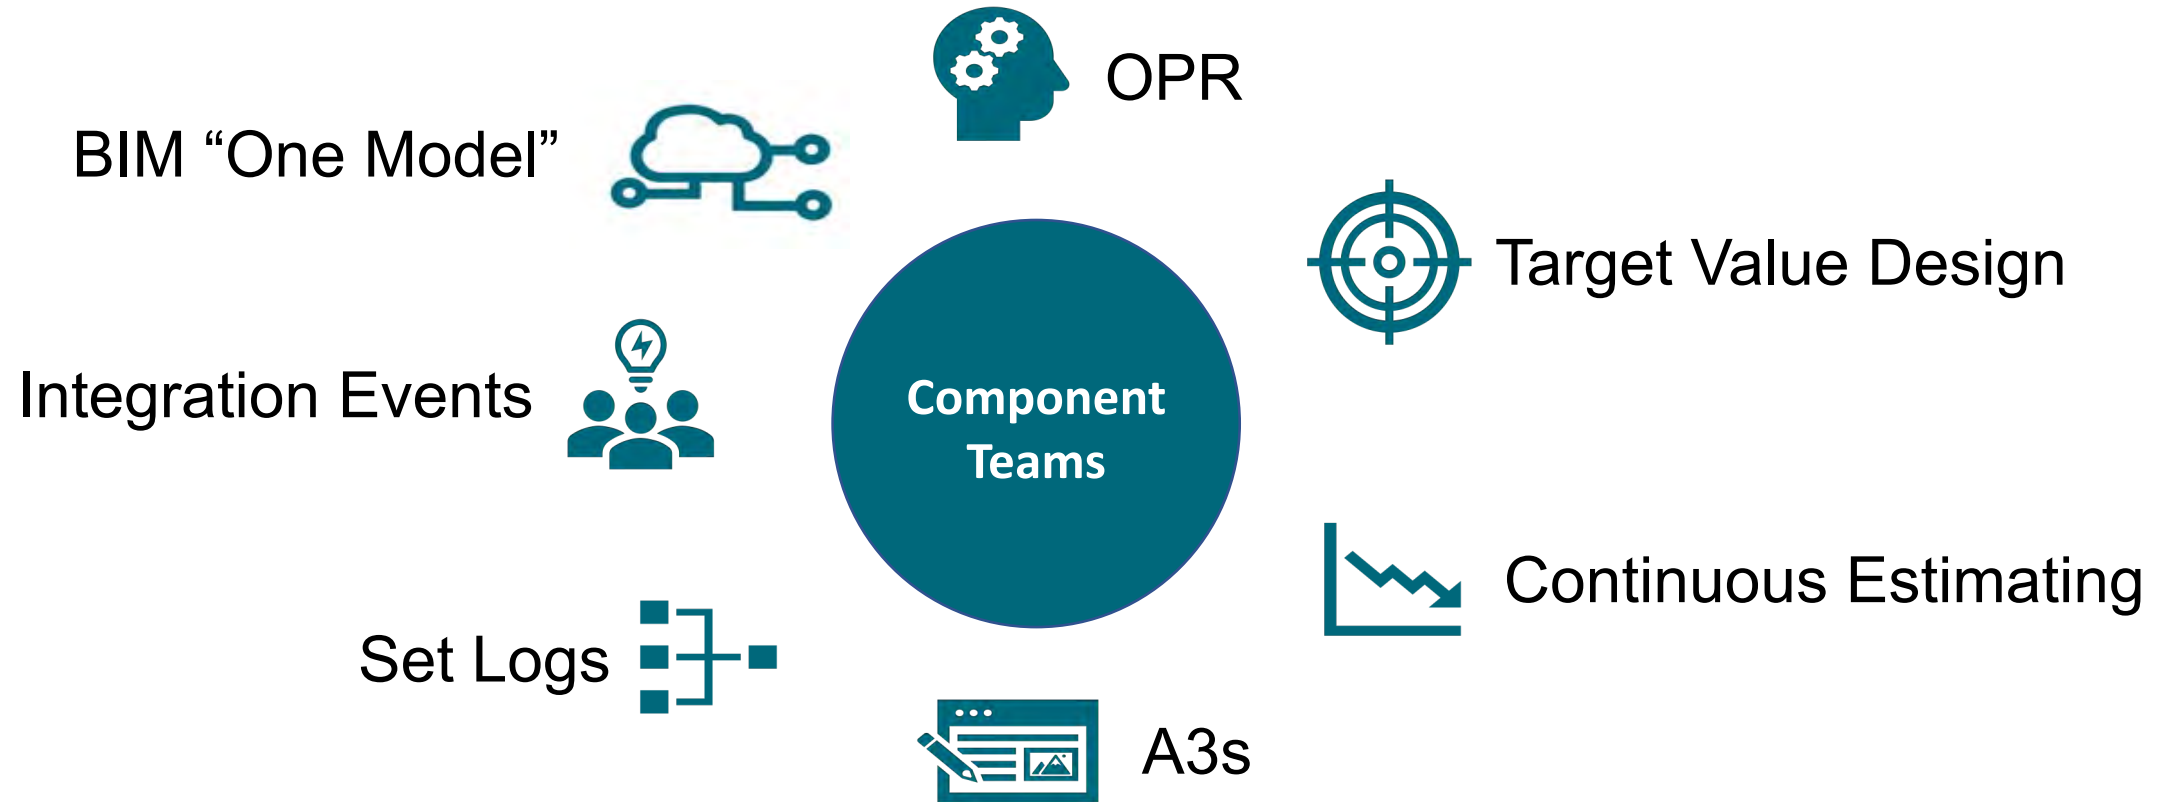 OPR
BIM “One Model”
Target Value Design
Integration Events
Component
Teams
Continuous Estimating
Set Logs
A3s